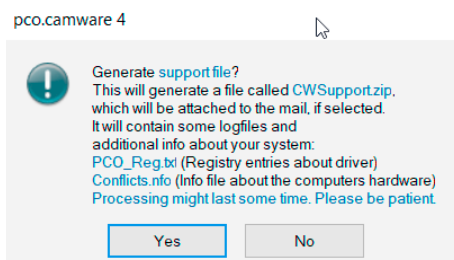 pco.camware 4
Generate support file?
This will generate a file called CWSupport.zip,
which will be attached to the mail, if selected.
It will contain some logfiles and
additional info about your system:
PCO_Reg.txt (Registry entries about driver)
Conflicts.nfo (Info file about the computers hardware)
Processing might last some time. Please be patient.
Yes
No